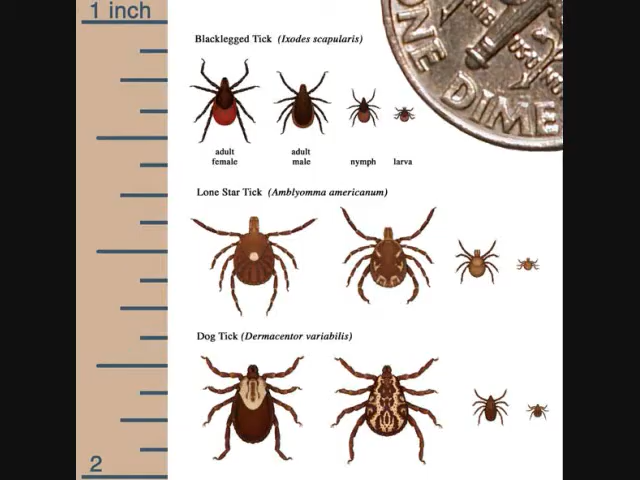 1 inch
Blacklegged Tick (Ixodes scapularis)
ONE DIME
adult female
adult male
nymph
larva
Lone Star Tick (Amblyomma americanum)
Dog Tick (Dermacentor variabilis)
2